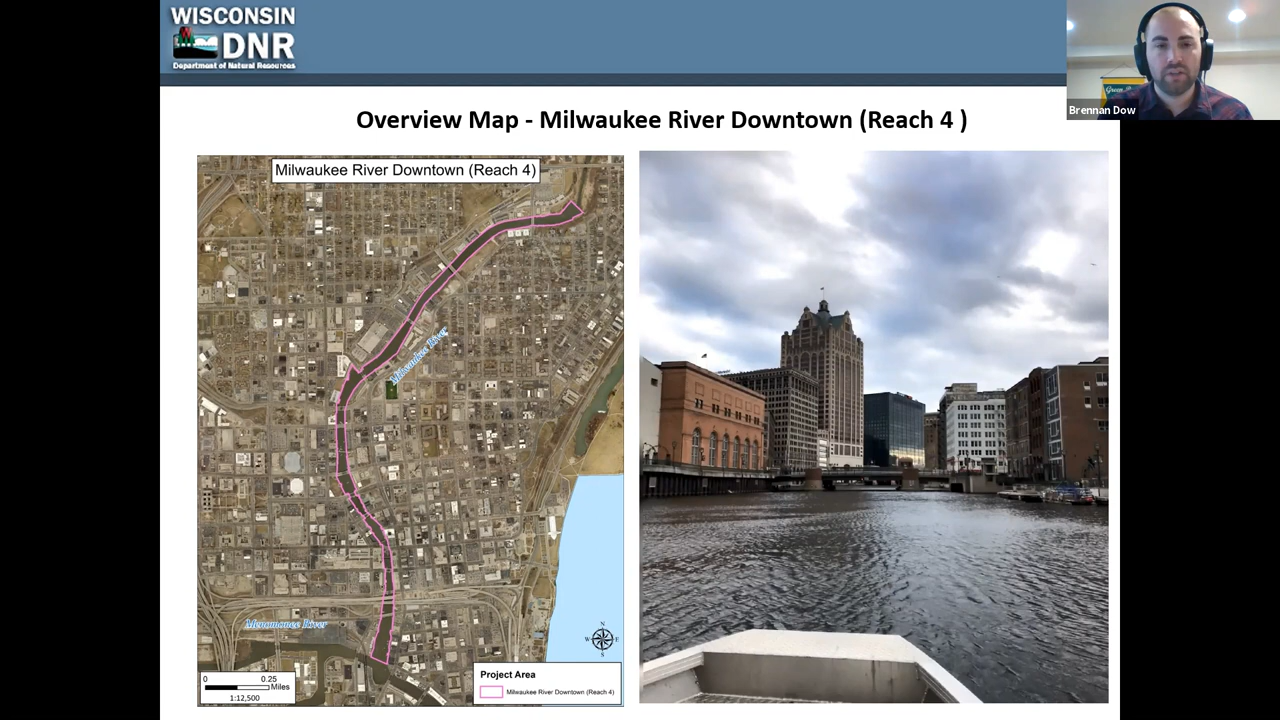 WISCONSIN
DNR
Department of Natural Resources
Green
Brennan Dow
Overview Map - Milwaukee River Downtown (Reach 4 )
Milwaukee River Downtown (Reach 4)
Milwaukee River
Menomonee River
N
W E
S
0 0.25
Miles
1:12,500
Project Area
Milwaukee River Downtown (Reach 4)